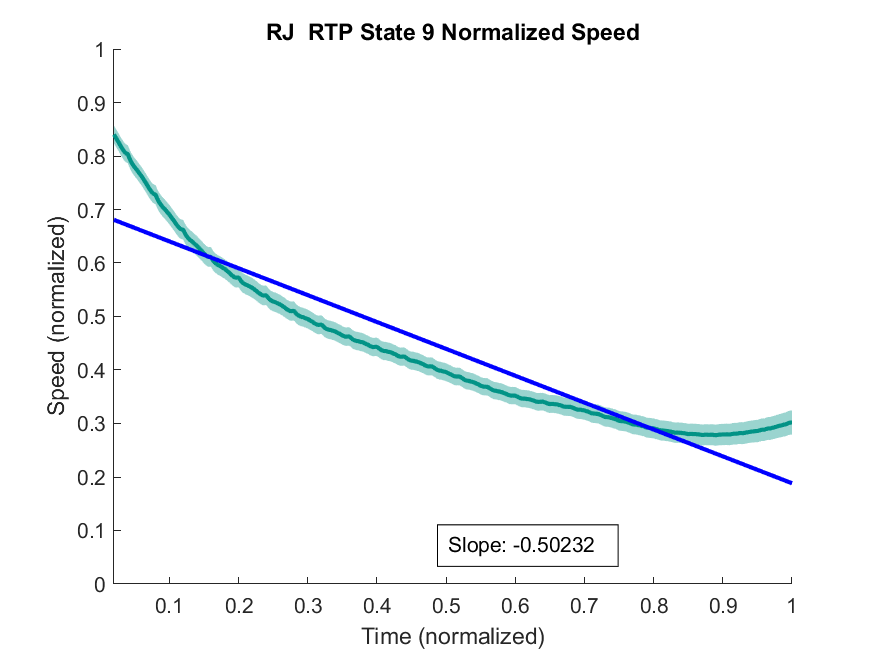 RJ  RTP State 9 Normalized Speed
1
0.9
0.8
0.7
0.6
0.5
0.4
0.3
0.2
0.1
0
Speed (normalized)
Slope: -0.50232
0.1 0.2 0.3 0.4 0.5 0.6 0.7 0.8 0.9 1
Time (normalized)